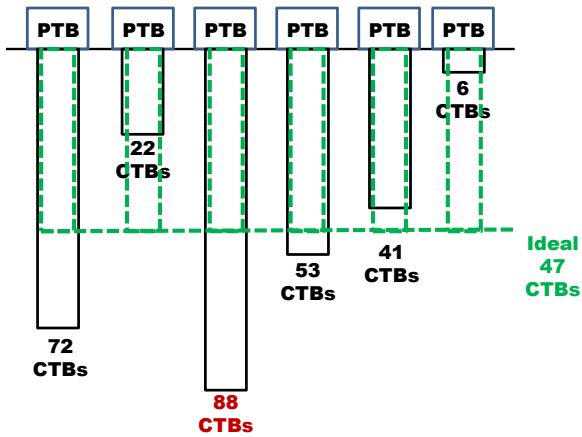 PTB PTB PTB PTB PTB PTB
6
CTBs
22
CTBs
Ideal
47
CTBs
53
CTBs
41
CTBs
72
CTBs
88
CTBs